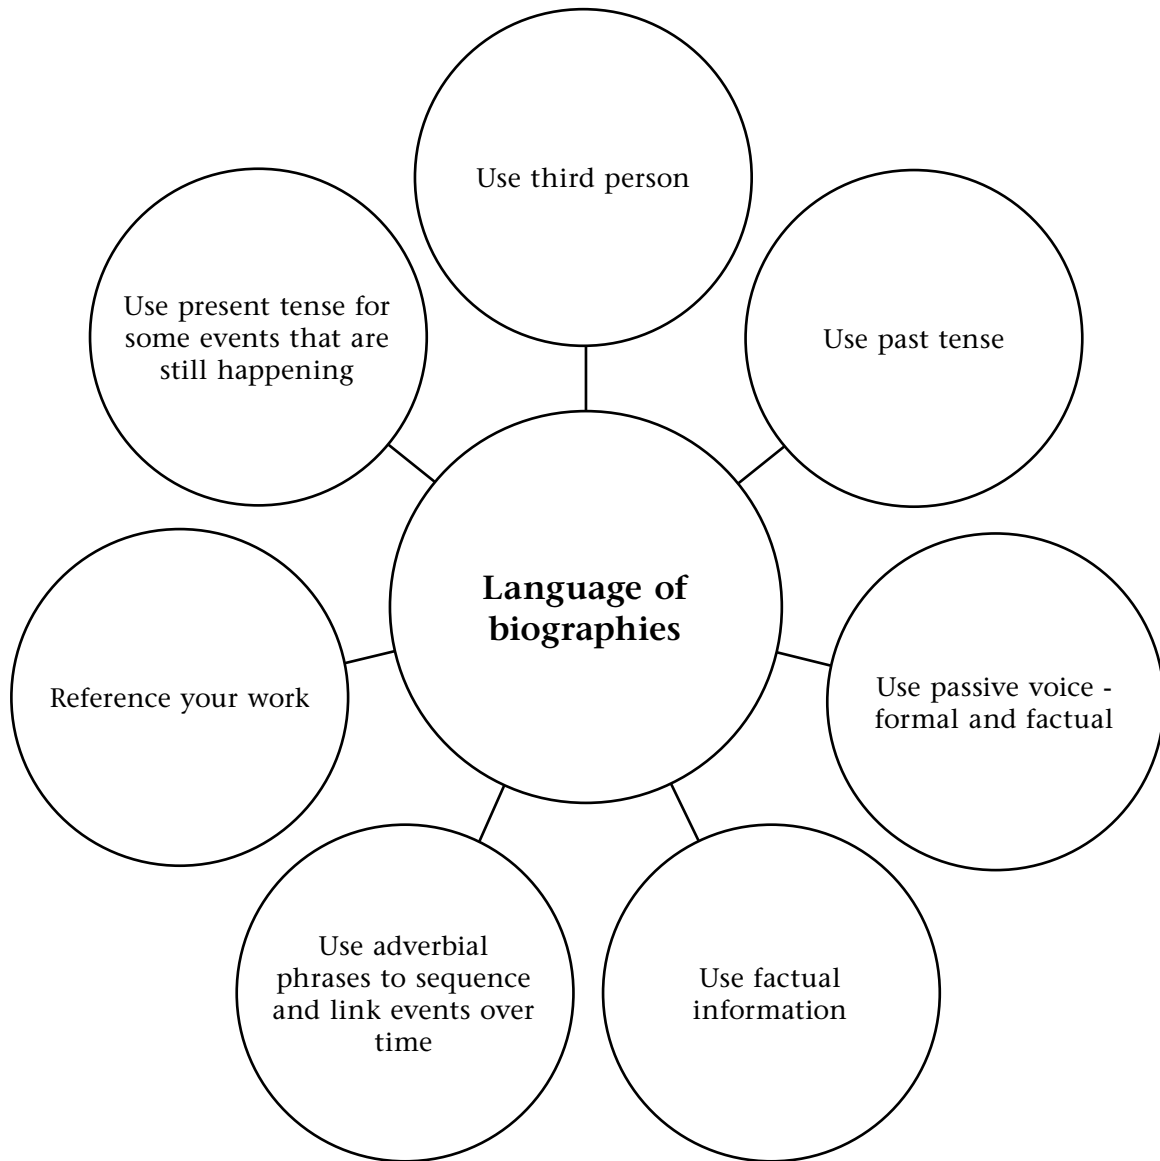 Use third person
Use present tense for
some events that are
still happening
Use past tense
Language of
biographies
Reference your work
Use passive voice -
formal and factual
Use adverbial
phrases to sequence
and link events over
time
Use factual
information